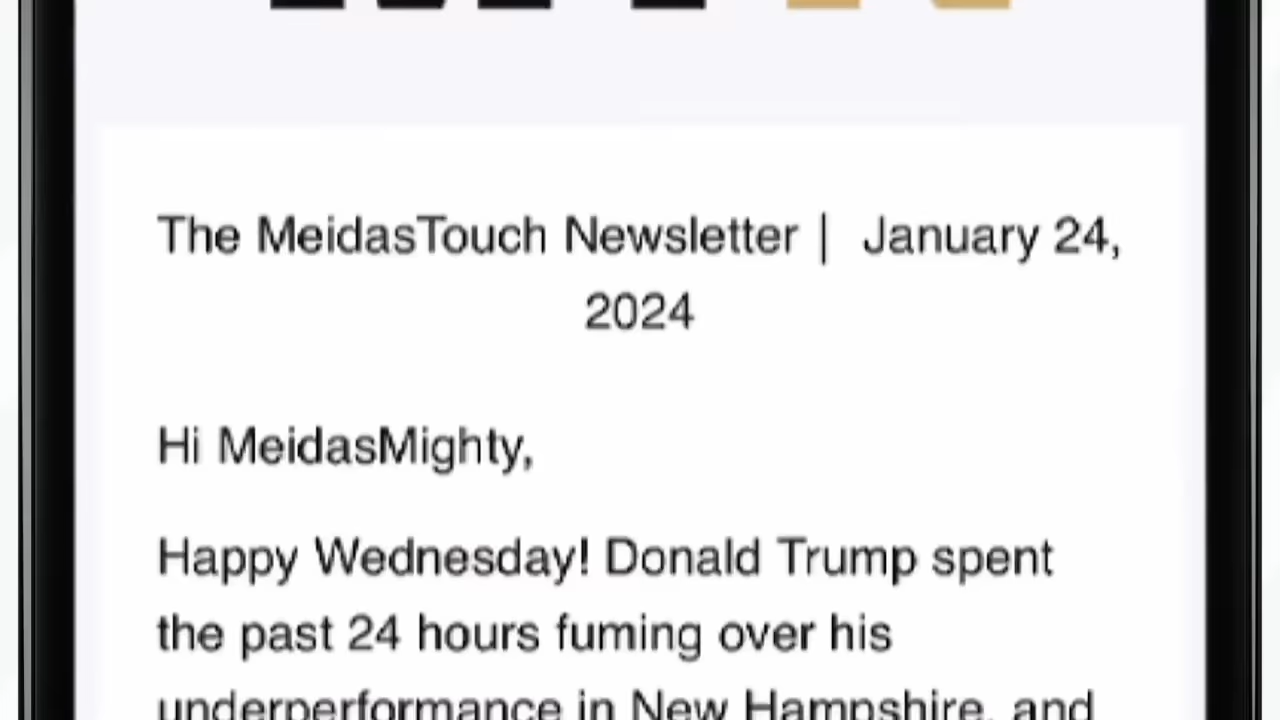 The MeidasTouch Newsletter | January 24,
2024
Hi MeidasMighty,
Happy Wednesday! Donald Trump spent
the past 24 hours fuming over his
underperformance in New Hampshire, and